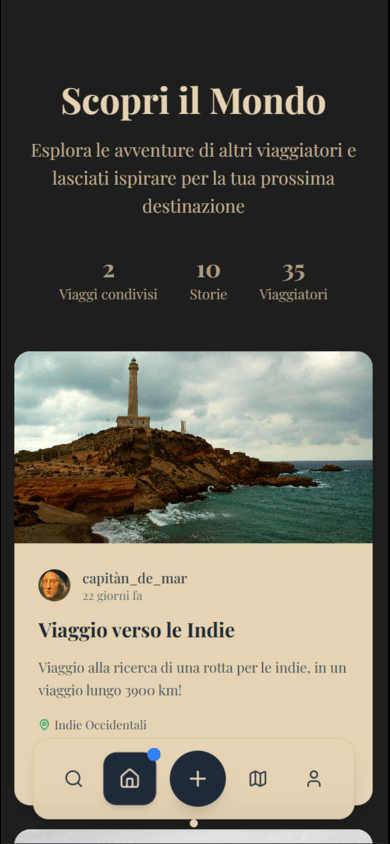 Scopri il Mondo
Esplora le avventure di altri viaggiatori e
lasciati ispirare per la tua prossima
destinazione
2
Viaggi condivisi
10
Storie
35
Viaggiatori
capitàn_de_mar
22 giorni fa
Viaggio verso le Indie
Viaggio alla ricerca di una rotta per le indie, in un
viaggio lungo 3900 km!
Indie Occidentali